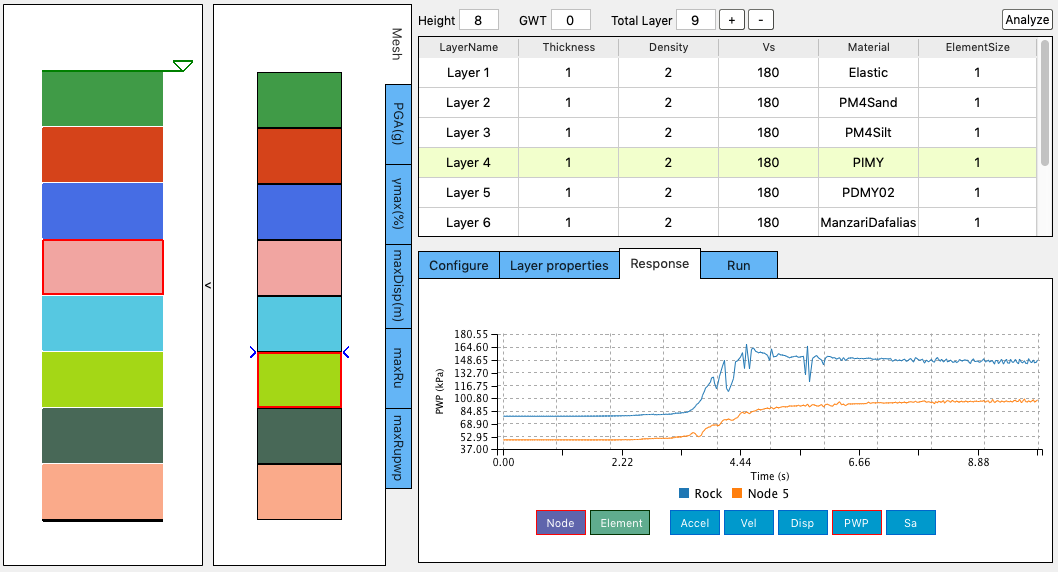 Height 8 GWT 0 Total Layer 9 + - Analyze
Mesh
PGA(g)
γmax(%)
maxDisp(m)
maxRu
maxRupwp
<
LayerName Thickness Density Vs Material ElementSize
Layer 1 1 2 180 Elastic 1
Layer 2 1 2 180 PM4Sand 1
Layer 3 1 2 180 PM4Silt 1
Layer 4 1 2 180 PIMY 1
Layer 5 1 2 180 PDMY02 1
Layer 6 1 2 180 ManzariDafalias 1
Configure Layer properties Response Run
PWP (kPa)
180.55
164.60
148.65
132.70
116.75
100.80
84.85
68.90
52.95
37.00
0.00 2.22 4.44 6.66 8.88
Time (s)
Rock Node 5
Node Element Accel Vel Disp PWP Sa